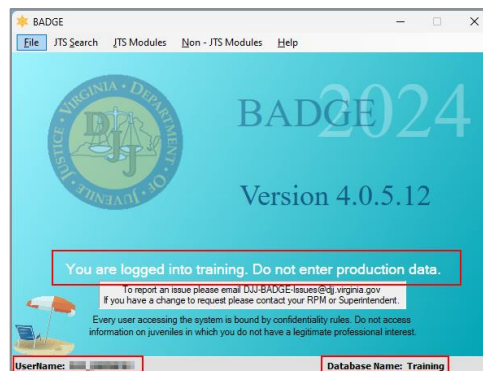 BADGE
File JTS Search JTS Modules Non - JTS Modules Help
VIRGINIA • DEPARTMENT OF JUVENILE JUSTICE
DJJ
BADGE 2024
Version 4.0.5.12
You are logged into training. Do not enter production data.
To report an issue please email DJJ-BADGE-Issues@djj.virginia.gov
If you have a change to request please contact your RPM or Superintendent.
Every user accessing the system is bound by confidentiality rules. Do not access
information on juveniles in which you do not have a legitimate professional interest.
UserName: Database Name: Training